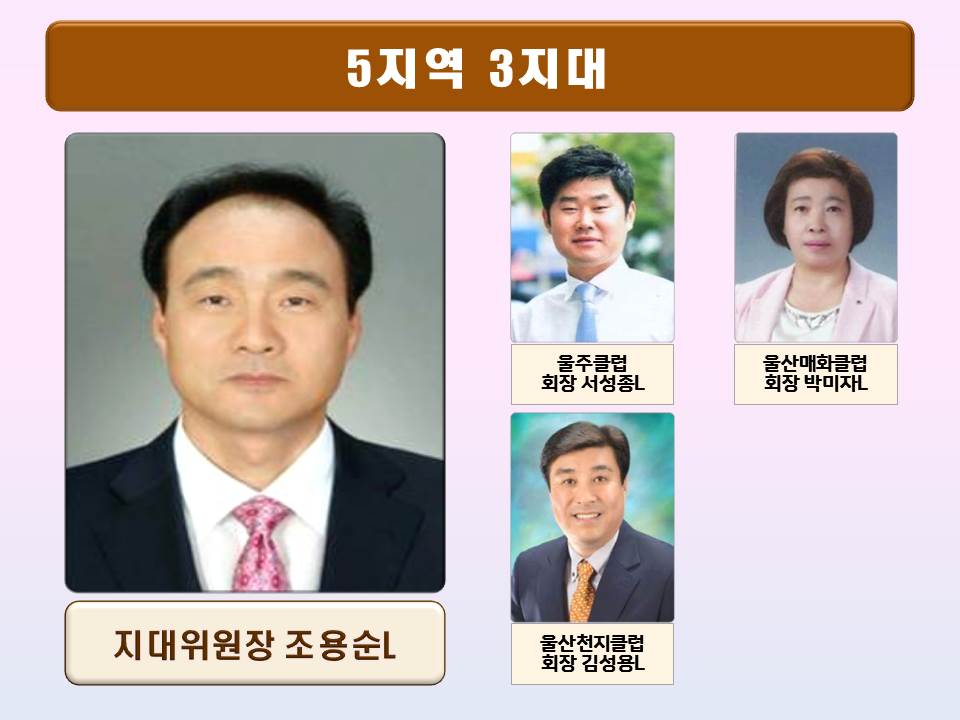 5지역 3지대
지대위원장 조용순L
울주클럽
회장 서성종L
울산매화클럽
회장 박미자L
울산천지클럽
회장 김성용L